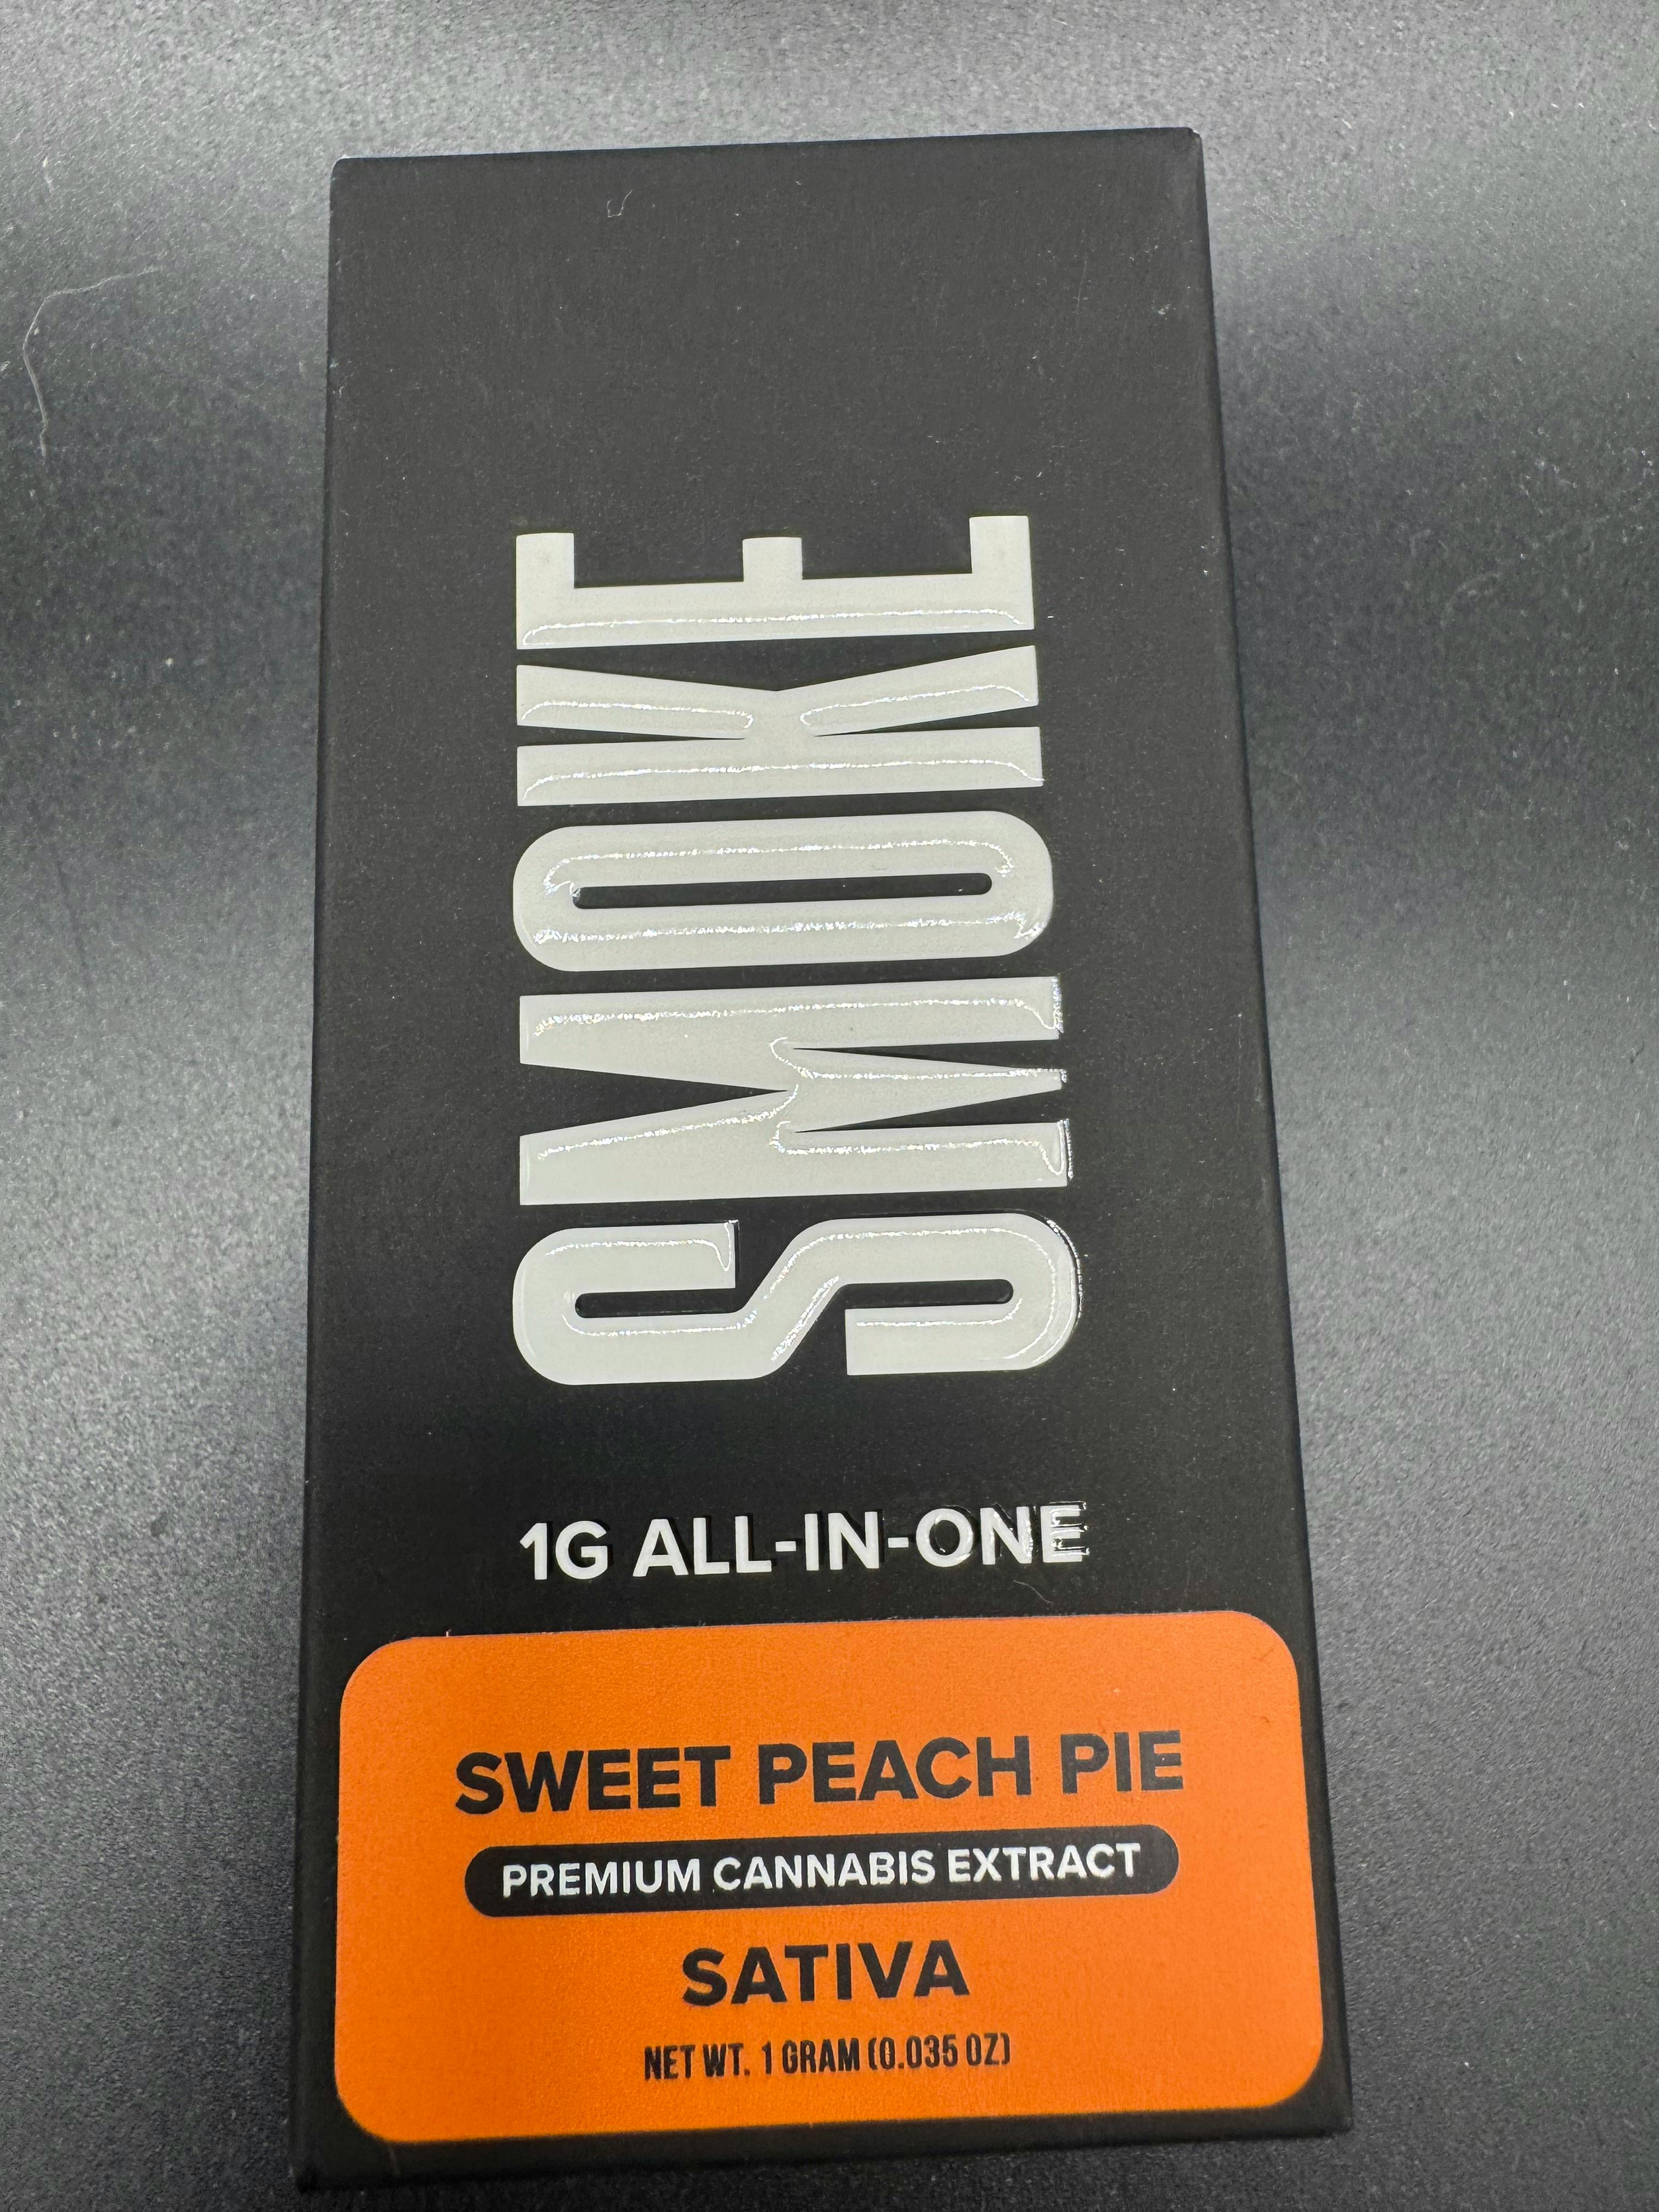 SMOKE
1G ALL-IN-ONE
SWEET PEACH PIE
PREMIUM CANNABIS EXTRACT
SATIVA
NET WT. 1 GRAM (0.035 OZ)